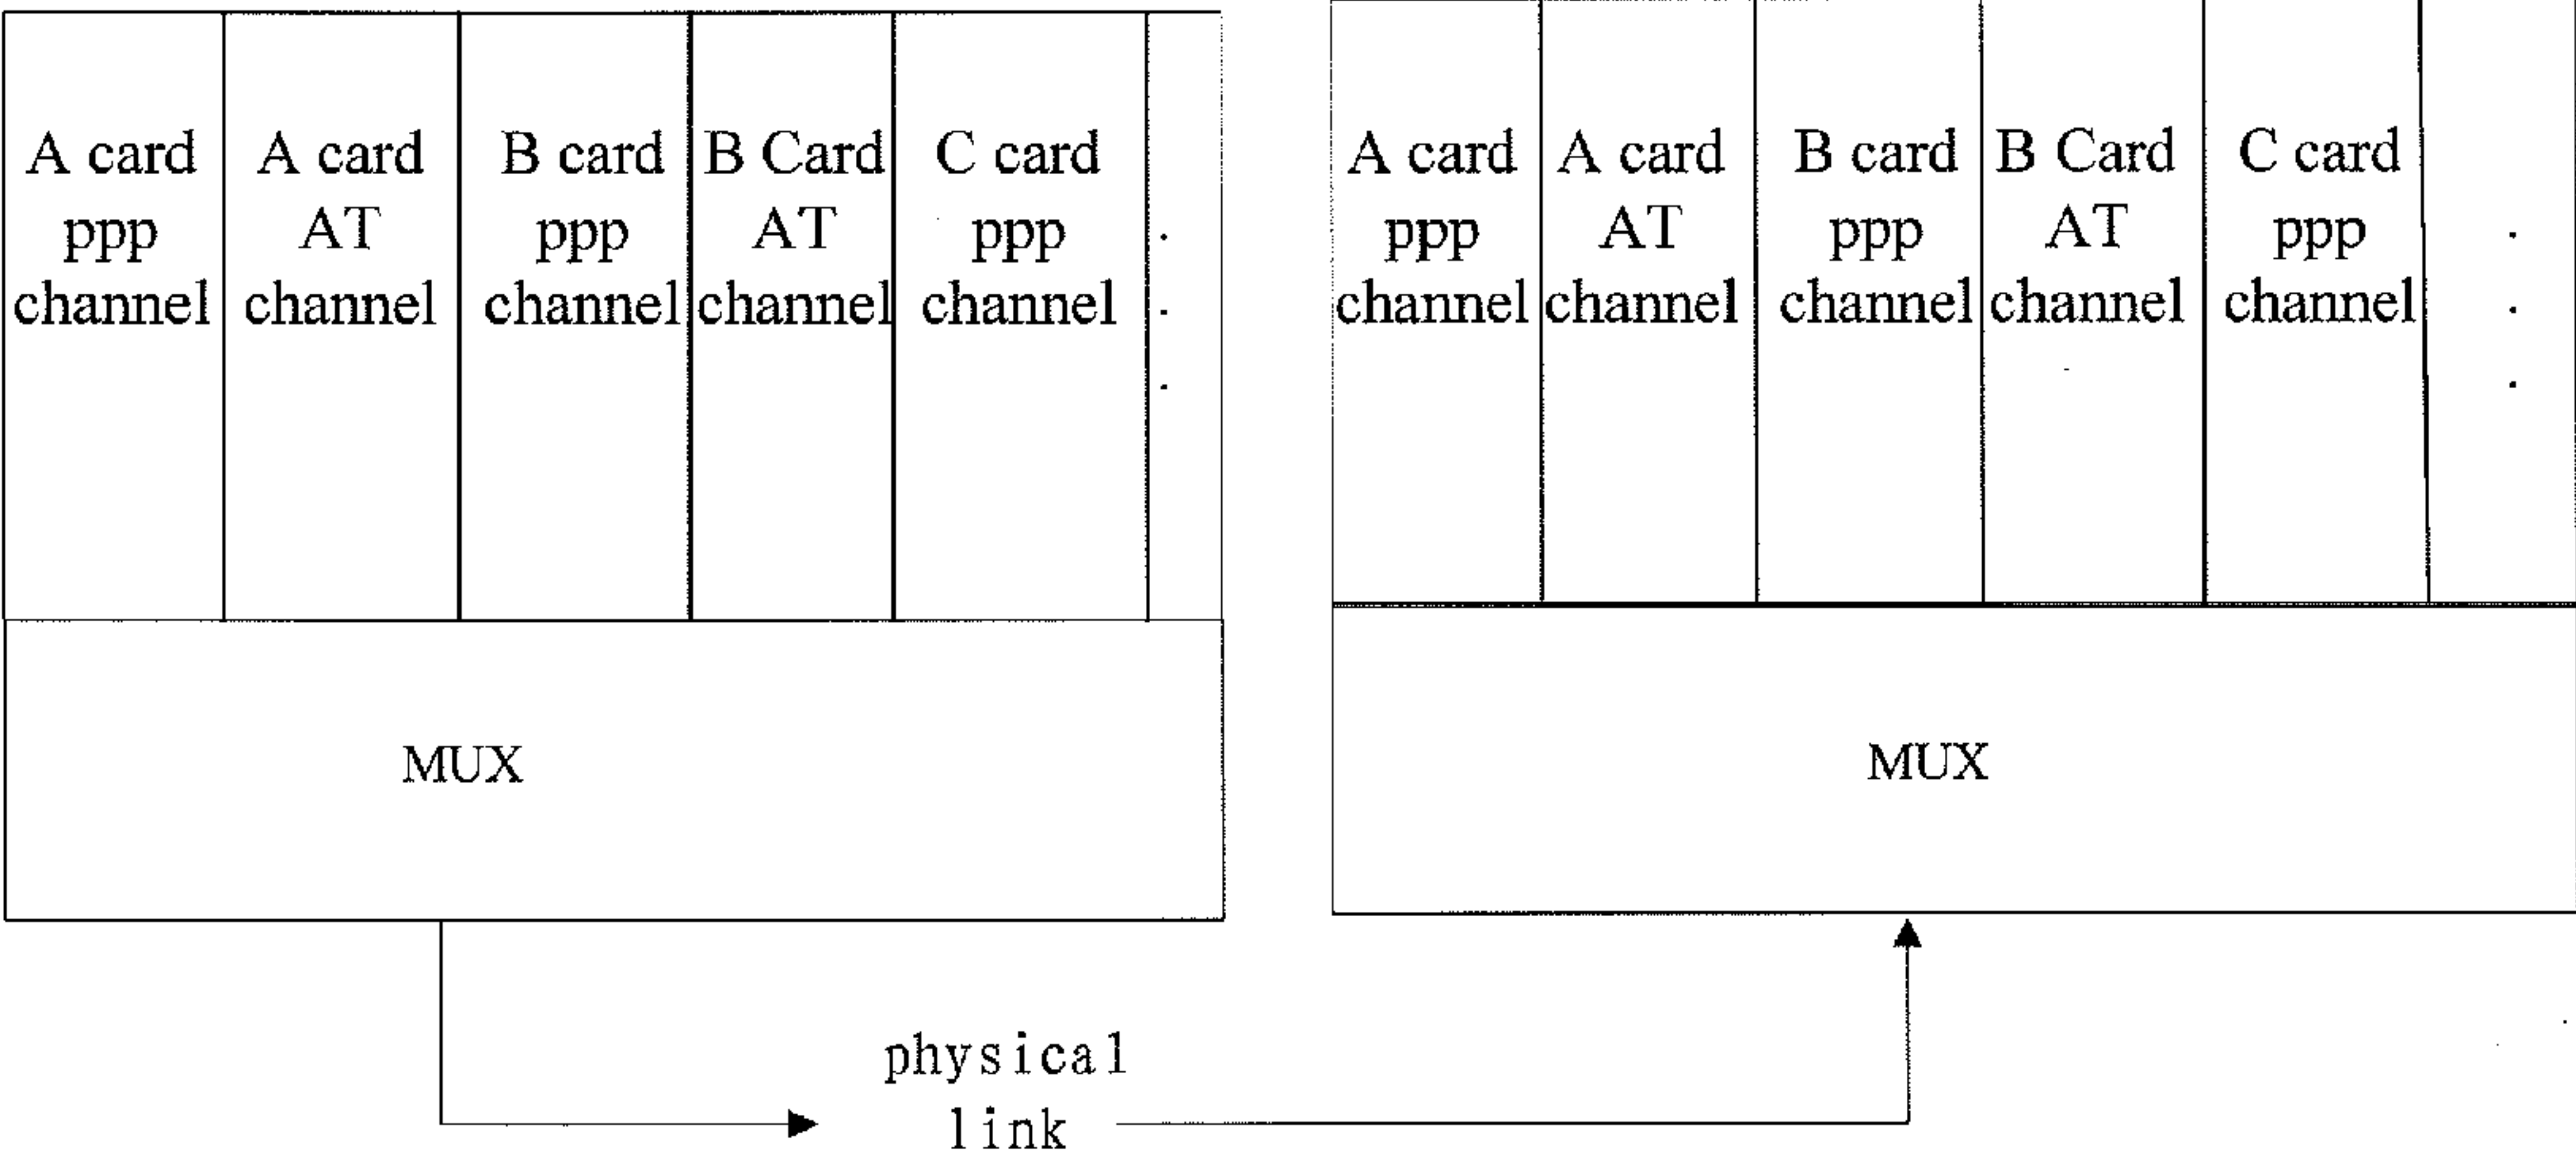 A card
ppp
channel
A card
AT
channel
B card
ppp
channel
B Card
AT
channel
C card
ppp
channel
.
.
.
MUX
A card
ppp
channel
A card
AT
channel
B card
ppp
channel
B Card
AT
channel
C card
ppp
channel
.
.
.
MUX
physical
link